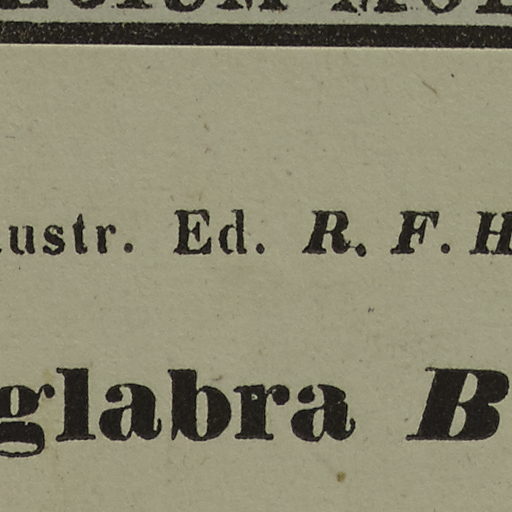 ustr. Ed. R. F. H
glabra B